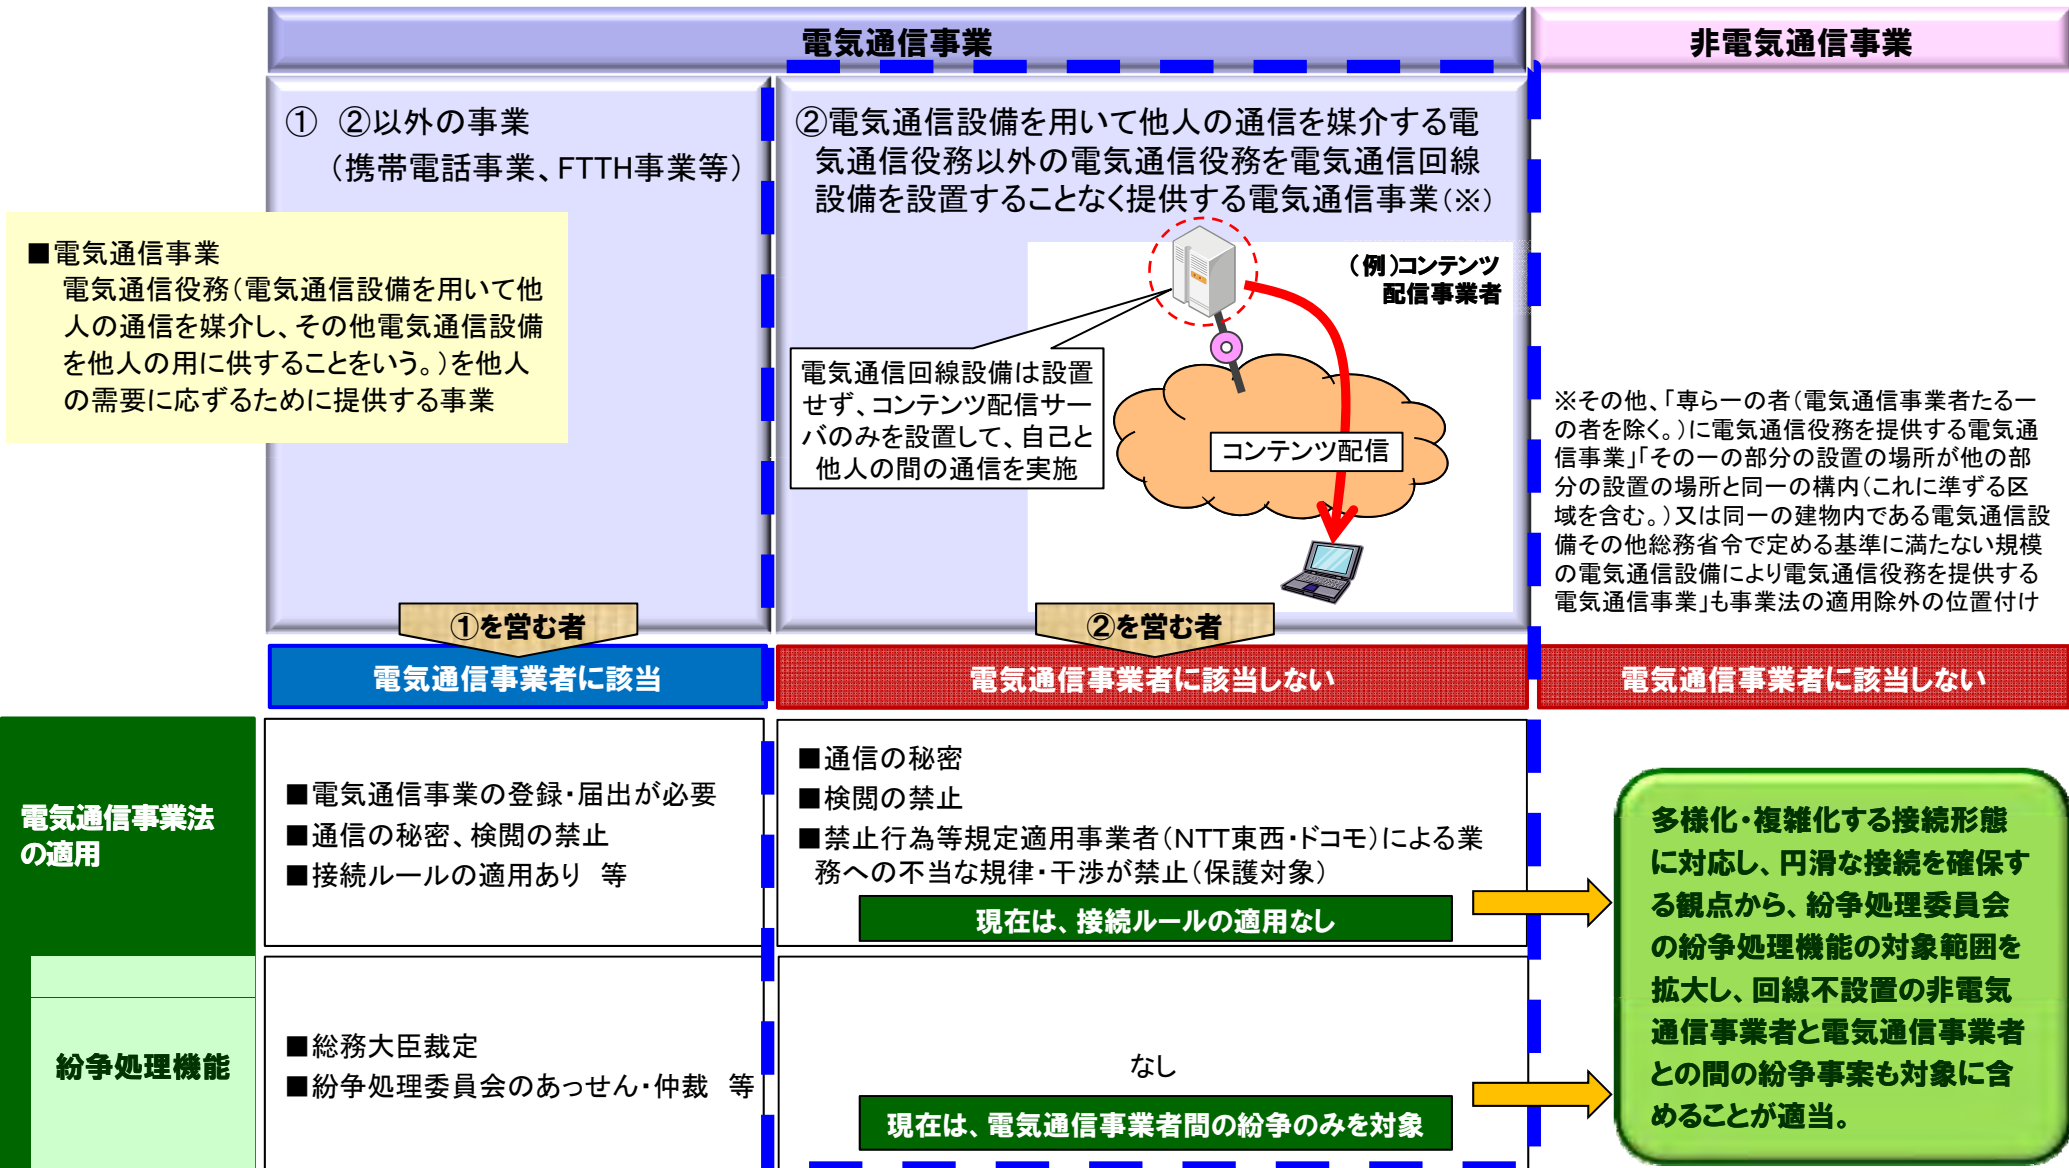 電気通信事業
非電気通信事業
① ②以外の事業
(携帯電話事業、FTTH事業等)
②電気通信設備を用いて他人の通信を媒介する電
気通信役務以外の電気通信役務を電気通信回線
設備を設置することなく提供する電気通信事業(※)
■電気通信事業
電気通信役務(電気通信設備を用いて他
人の通信を媒介し、その他電気通信設備
を他人の用に供することをいう。)を他人
の需要に応ずるために提供する事業
(例)コンテンツ
配信事業者
電気通信回線設備は設置
せず、コンテンツ配信サー
バのみを設置して、自己と
他人の間の通信を実施
コンテンツ配信
※その他、「専ら一の者(電気通信事業者たる一
の者を除く。)に電気通信役務を提供する電気通
信事業」「その一の部分の設置の場所が他の部
分の設置の場所と同一の構内(これに準ずる区
域を含む。)又は同一の建物内である電気通信設
備その他総務省令で定める基準に満たない規模
の電気通信設備により電気通信役務を提供する
電気通信事業」も事業法の適用除外の位置付け
①を営む者
②を営む者
電気通信事業者に該当
電気通信事業者に該当しない
電気通信事業者に該当しない
電気通信事業法
の適用
■電気通信事業の登録・届出が必要
■通信の秘密、検閲の禁止
■接続ルールの適用あり 等
■通信の秘密
■検閲の禁止
■禁止行為等規定適用事業者(NTT東西・ドコモ)による業
務への不当な規律・干渉が禁止(保護対象)
現在は、接続ルールの適用なし
紛争処理機能
■総務大臣裁定
■紛争処理委員会のあっせん・仲裁 等
なし
現在は、電気通信事業者間の紛争のみを対象
多様化・複雑化する接続形態
に対応し、円滑な接続を確保す
る観点から、紛争処理委員会
の紛争処理機能の対象範囲を
拡大し、回線不設置の非電気
通信事業者と電気通信事業者
との間の紛争事案も対象に含
めることが適当。